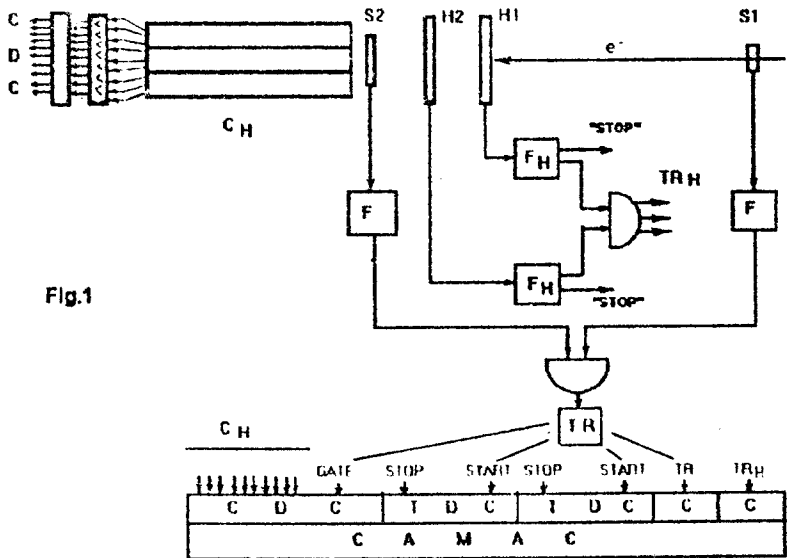 S2 H2 H1 S1
C
D
C
e⁻
C H
"STOP"
F H
TR H
F
F
F H
"STOP"
Fig.1
TR
C H
GATE STOP START STOP START TR TR H
C D C T D C T D C C C
C A M A C